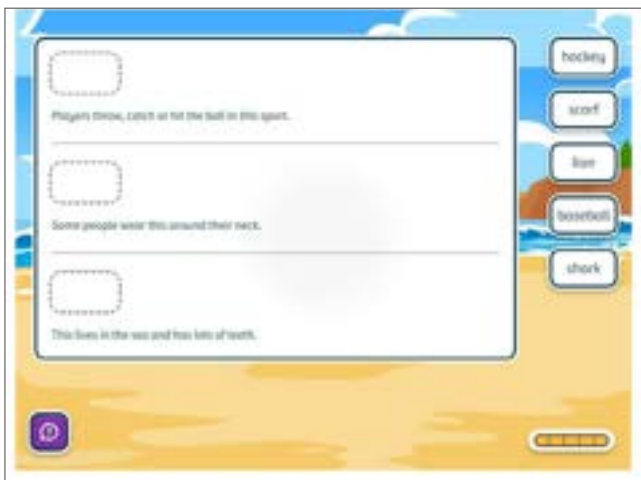 Players throw, catch or hit the ball in this sport.
Some people wear this around their neck.
This lives in the sea and has lots of teeth.
hockey
scarf
lion
baseball
shark